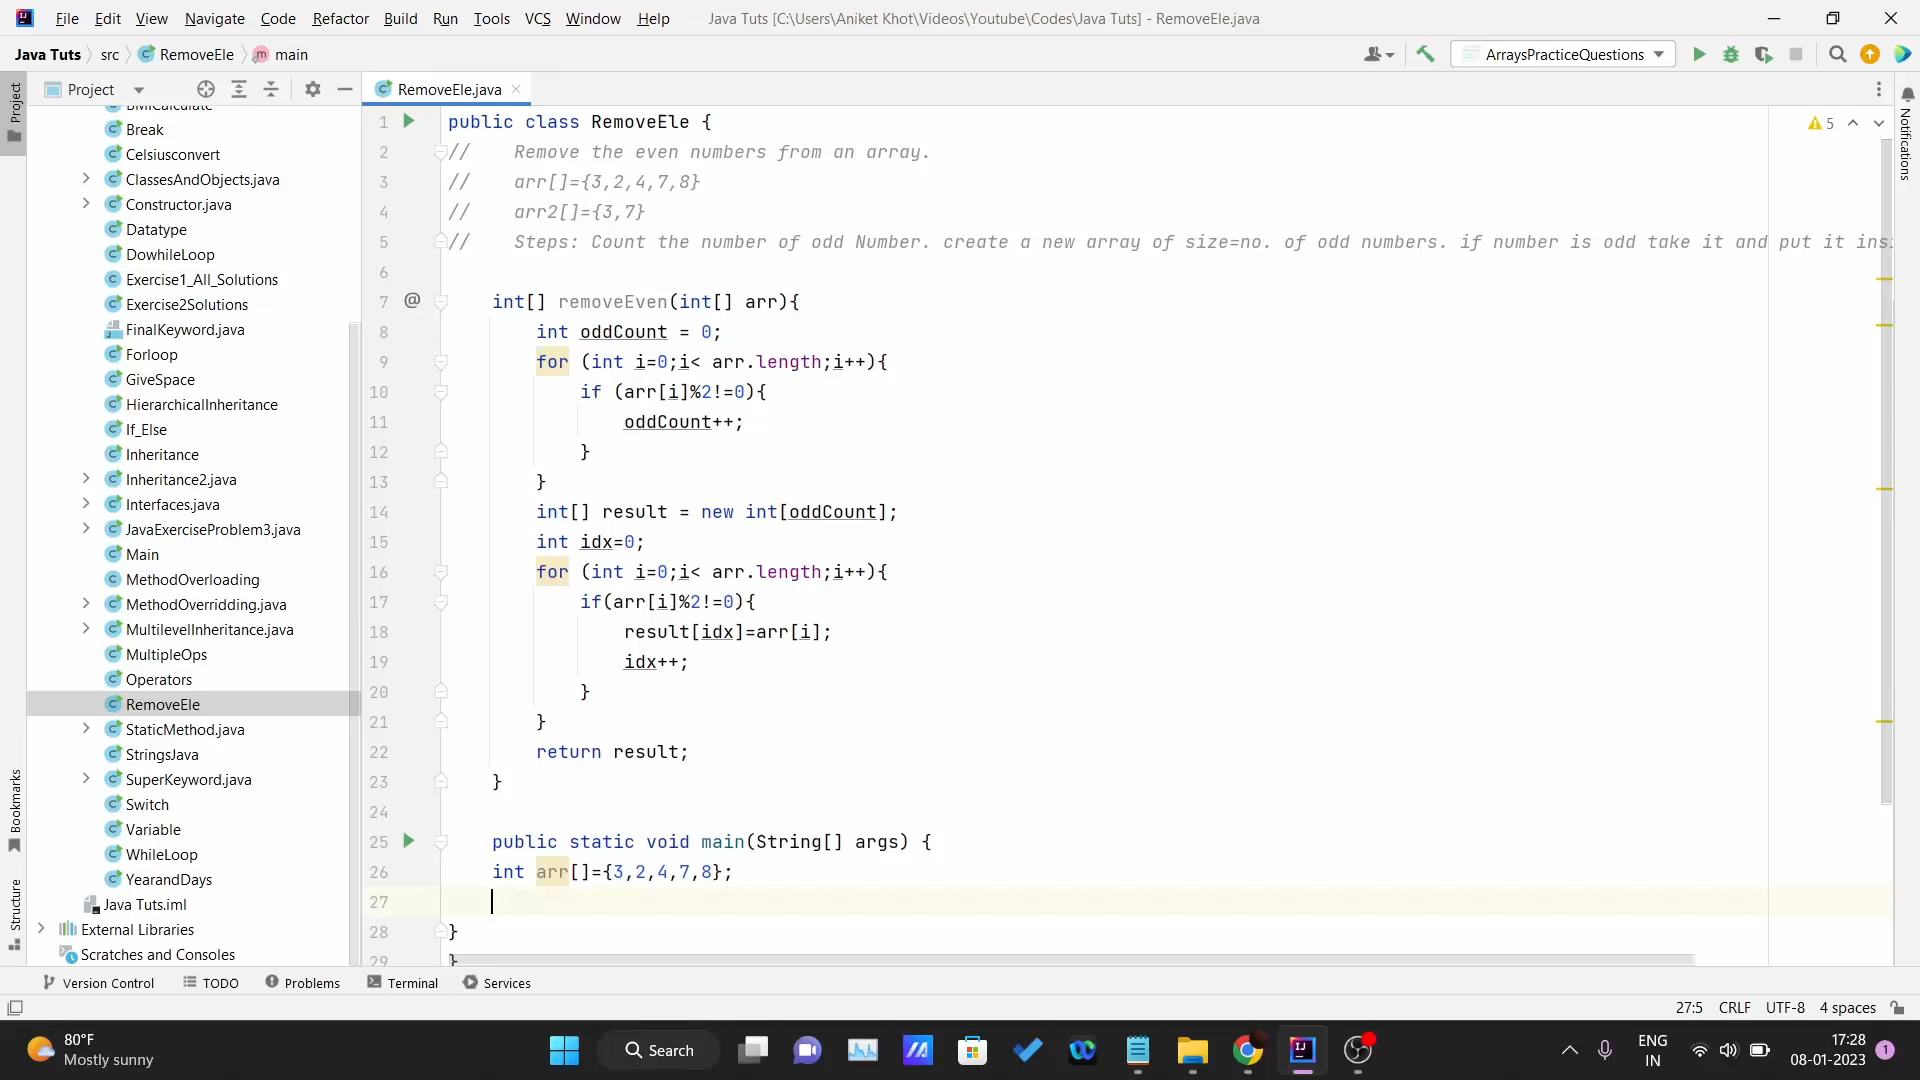 File Edit View Navigate Code Refactor Build Run Tools VCS Window Help Java Tuts [C:\Users\Aniket Khot\Videos\Youtube\Codes\Java Tuts] - RemoveEle.java
Java Tuts src RemoveEle main ArraysPracticeQuestions
Project RemoveEle.java
Project
Notifications
Bookmarks
Structure
BMICalculate
Break
Celsiusconvert
ClassesAndObjects.java
Constructor.java
Datatype
DowhileLoop
Exercise1_All_Solutions
Exercise2Solutions
FinalKeyword.java
Forloop
GiveSpace
HierarchicalInheritance
If_Else
Inheritance
Inheritance2.java
Interfaces.java
JavaExerciseProblem3.java
Main
MethodOverloading
MethodOverridding.java
MultilevelInheritance.java
MultipleOps
Operators
RemoveEle
StaticMethod.java
StringsJava
SuperKeyword.java
Switch
Variable
WhileLoop
YearandDays
Java Tuts.iml
External Libraries
Scratches and Consoles
1 public class RemoveEle { 5
2 // Remove the even numbers from an array.
3 // arr[]={3,2,4,7,8}
4 // arr2[]={3,7}
5 // Steps: Count the number of odd Number. create a new array of size=no. of odd numbers. if number is odd take it and put it ins
6
7 @ int[] removeEven(int[] arr){
8 int oddCount = 0;
9 for (int i=0;i< arr.length;i++){
10 if (arr[i]%2!=0){
11 oddCount++;
12 }
13 }
14 int[] result = new int[oddCount];
15 int idx=0;
16 for (int i=0;i< arr.length;i++){
17 if(arr[i]%2!=0){
18 result[idx]=arr[i];
19 idx++;
20 }
21 }
22 return result;
23 }
24
25 public static void main(String[] args) {
26 int arr[]={3,2,4,7,8};
27
28 }
29 }
Version Control TODO Problems Terminal Services
27:5 CRLF UTF-8 4 spaces
80°F
Mostly sunny
Search
ENG
IN
17:28
08-01-2023
1